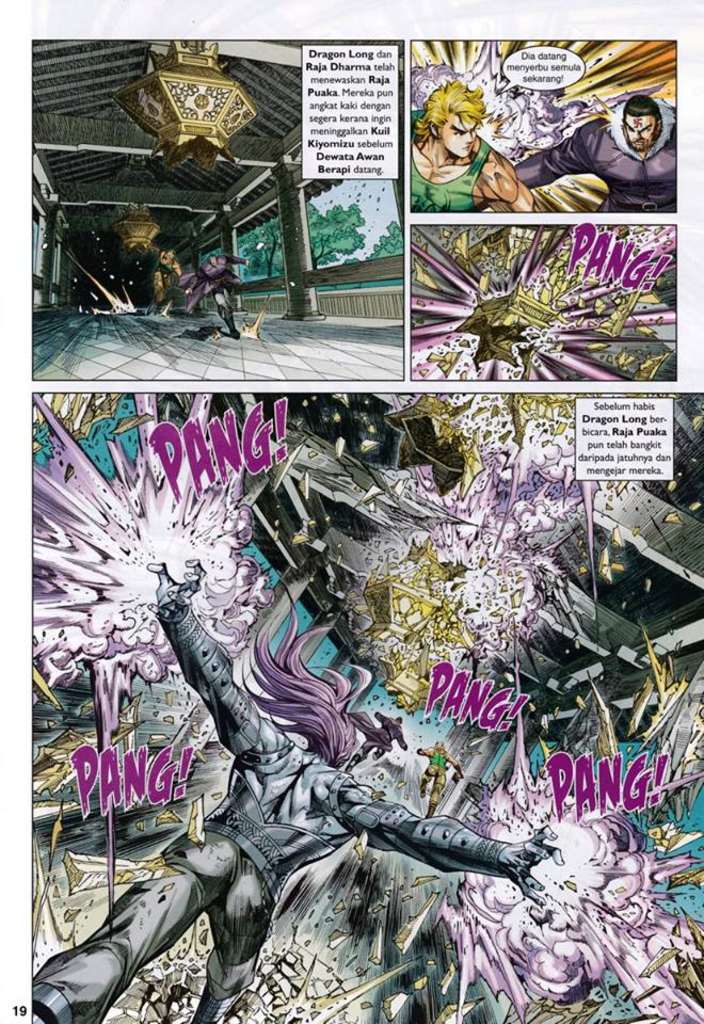 Dragon Long dan
Raja Dharma telah
menewaskan Raja
Puaka. Mereka pun
angkat kaki dengan
segera kerana ingin
meninggalkan Kuil
Kiyomizu sebelum
Dewata Awan
Berapi datang.
Dia datang
menyerbu semula
sekarang!
PANG!
Sebelum habis
Dragon Long ber-
bicara, Raja Puaka
pun telah bangkit
daripada jatuhnya dan
mengejar mereka.
PANG!
PANG!
PANG!
PANG!
19